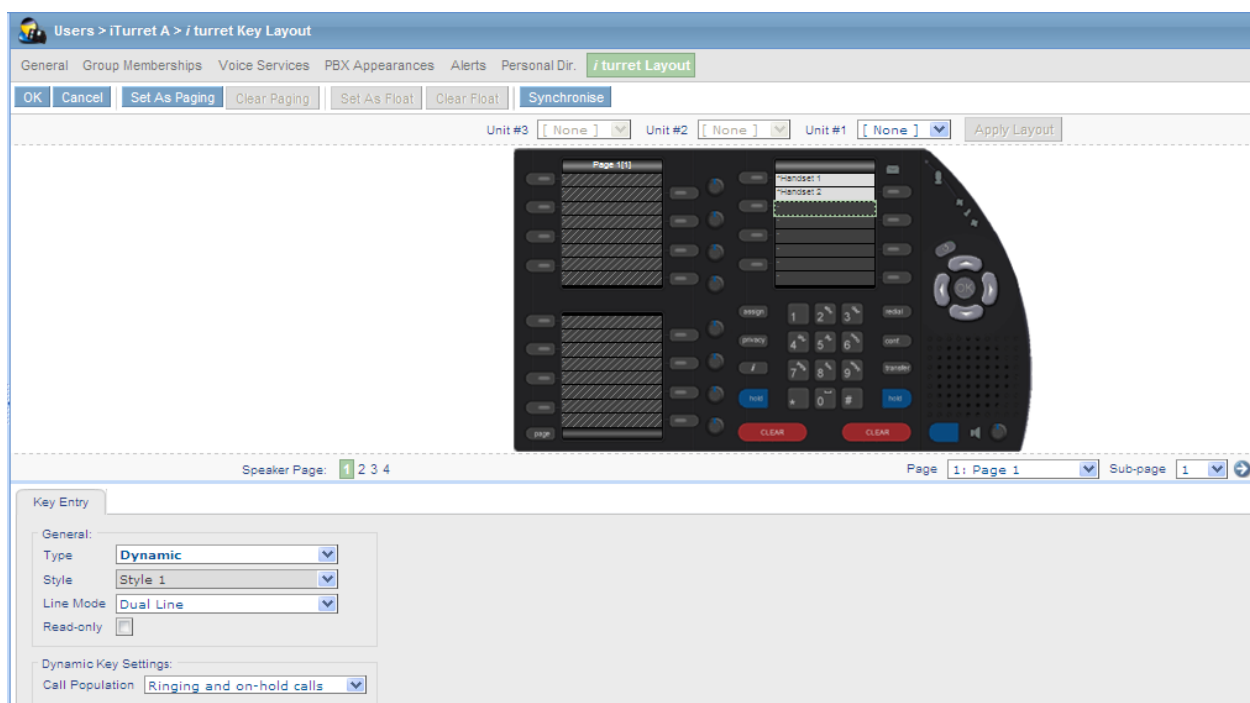 Users > iTurret A > i turret Key Layout
General Group Memberships Voice Services PBX Appearances Alerts Personal Dir. i turret Layout
OK Cancel Set As Paging Clear Paging Set As Float Clear Float Synchronise
Unit #3 [ None ] Unit #2 [ None ] Unit #1 [ None ] Apply Layout
Page 1[1]
*Handset 1
*Handset 2
assign 1 2 3 redial
privacy 4 5 6 conf
i 7 8 9 transfer
hold * 0 # hold
page CLEAR CLEAR
Speaker Page: 1 2 3 4 Page 1: Page 1 Sub-page 1
Key Entry
General:
Type Dynamic
Style Style 1
Line Mode Dual Line
Read-only
Dynamic Key Settings:
Call Population Ringing and on-hold calls